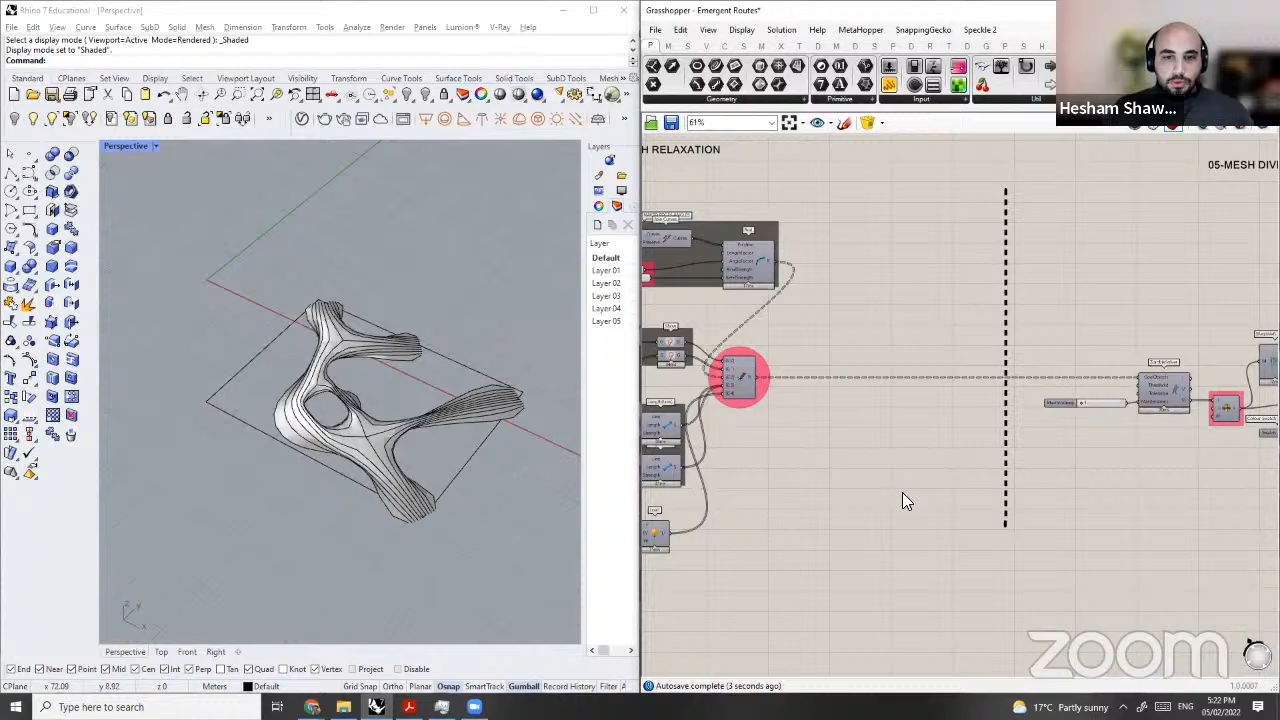 Rhino 7 Educational
File Edit View Curve Surface SubD Solid Mesh Dimension Transform Tools Analyze Render Panels Lumion® V-Ray Help
Select a display mode ( Viewport=Active Mode=Rendered ): _Shaded
Display mode set to "Shaded".
Command:
Standard CPlanes Set View Display Select Viewport Layout Visibility Transform Curve Tools Surface Tools Solid Tools SubD Tools Mesh
Perspective
Layers
Layer
Default
Layer 01
Layer 02
Layer 03
Layer 04
Layer 05
Perspective Top Front Right
End Near Point Mid Cen Int Perp Tan Quad Knot Vertex Project Disable
CPlane x 72.09 y 8.92 z 0 Meters Default Grid Snap Ortho Planar Osnap SmartTrack Gumball Record History Filter
Grasshopper - Emergent Routes*
File Edit View Display Solution Help MetaHopper SnappingGecko Speckle 2
P M S V C S M I T D
Geometry Primitive Input Util
61%
H RELAXATION
05-MESH DIVI
Hesham Shaw...
zoom
Autosave complete (3 seconds ago)
1.0.0007
Type here to search
17°C Partly sunny
5:22 PM
05/02/2022